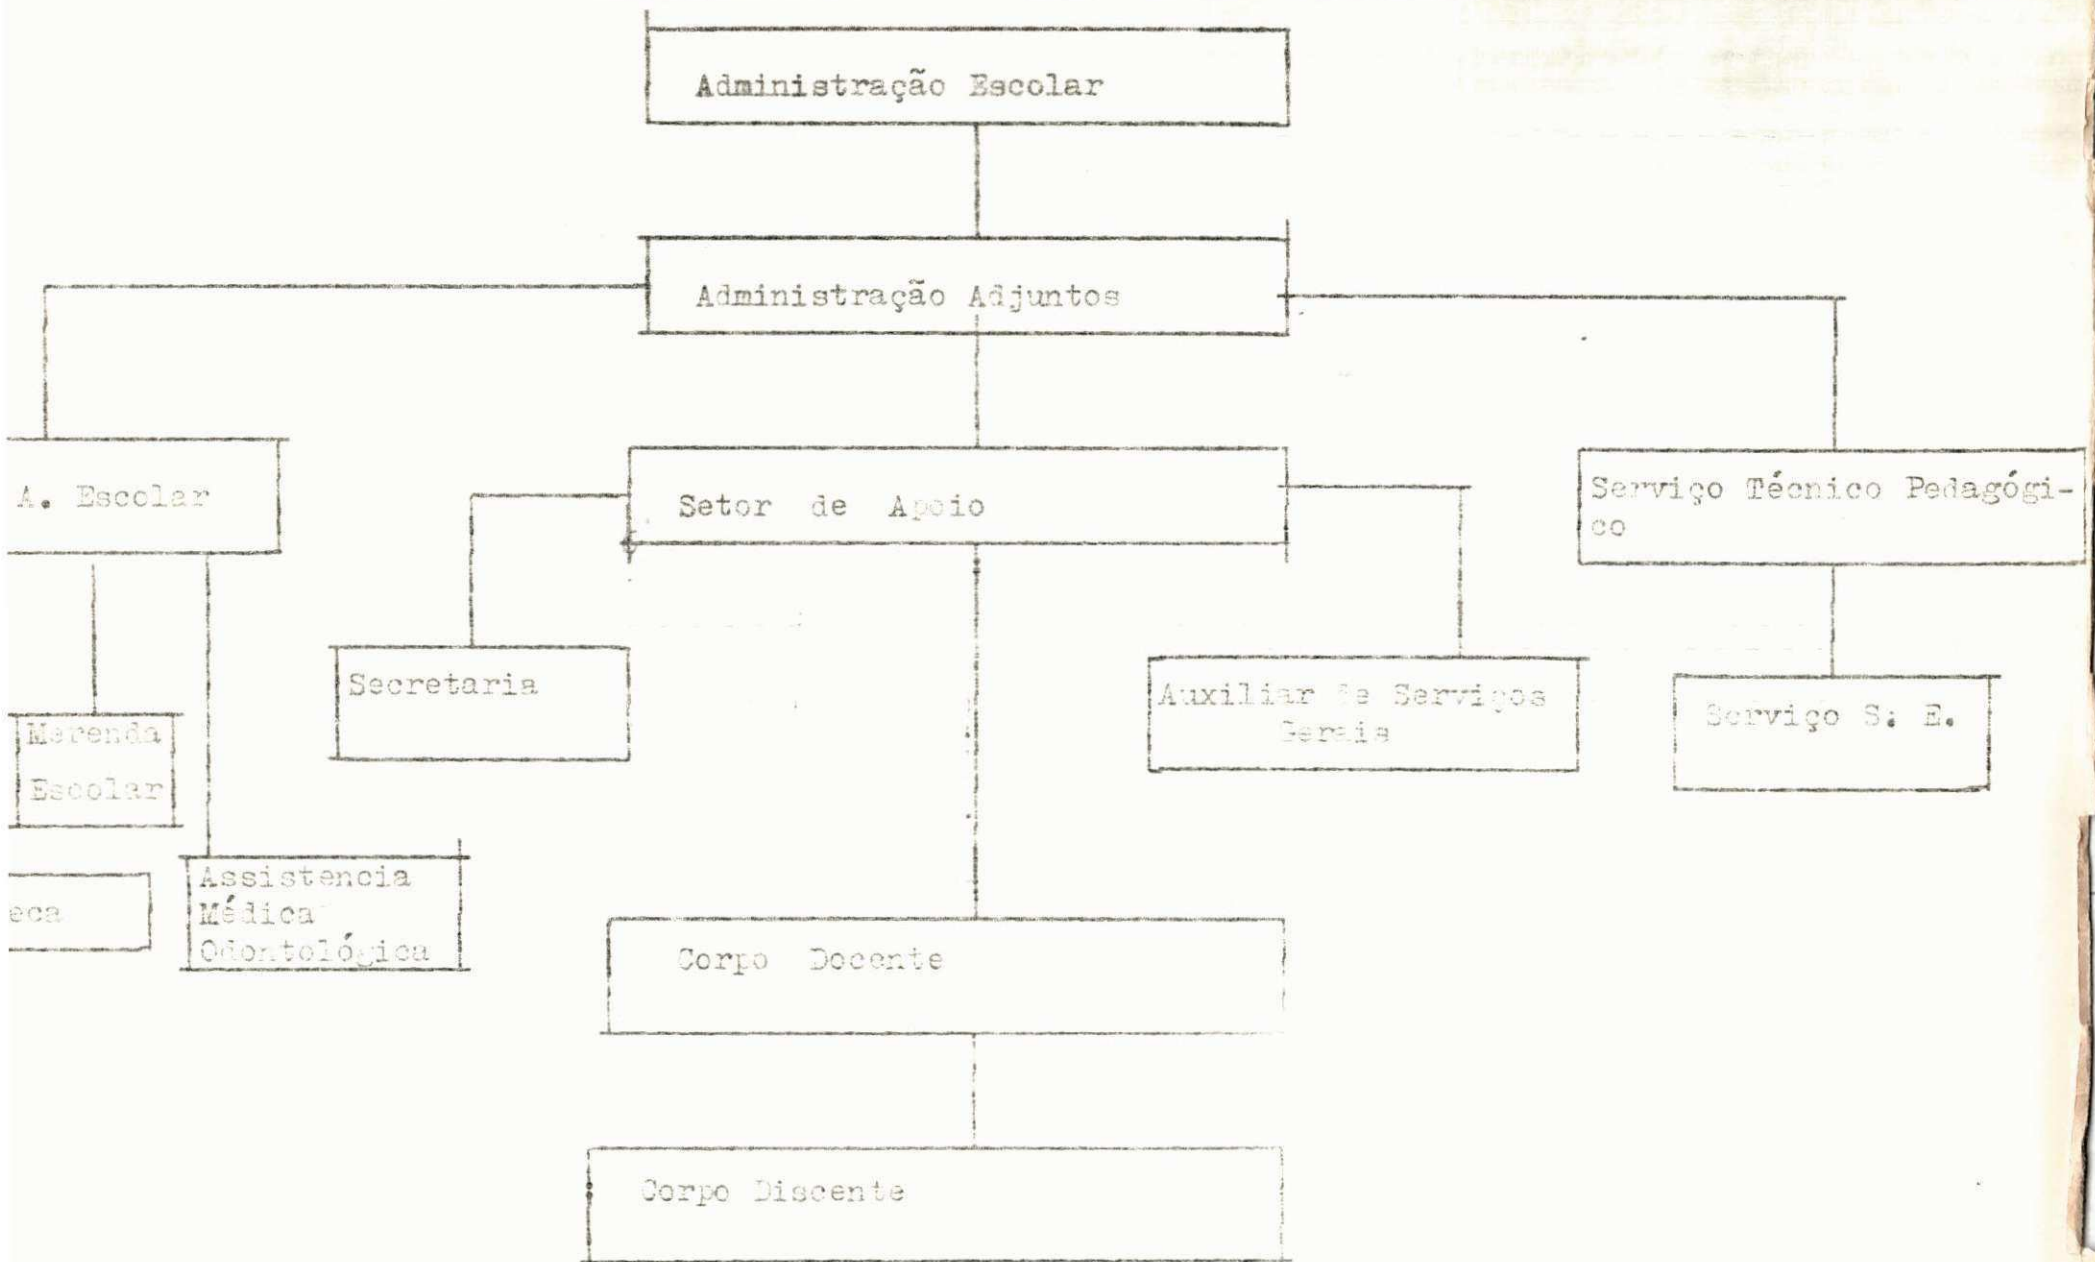 Administração Escolar
Administração Adjuntos
A. Escolar
Setor de Apoio
Serviço Técnico Pedagógi-
co
Secretaria
Auxiliar de Serviços
Gerais
Serviço S. E.
Merenda
Escolar
Assistencia
Médica
Odontológica
eca
Corpo Docente
Corpo Discente